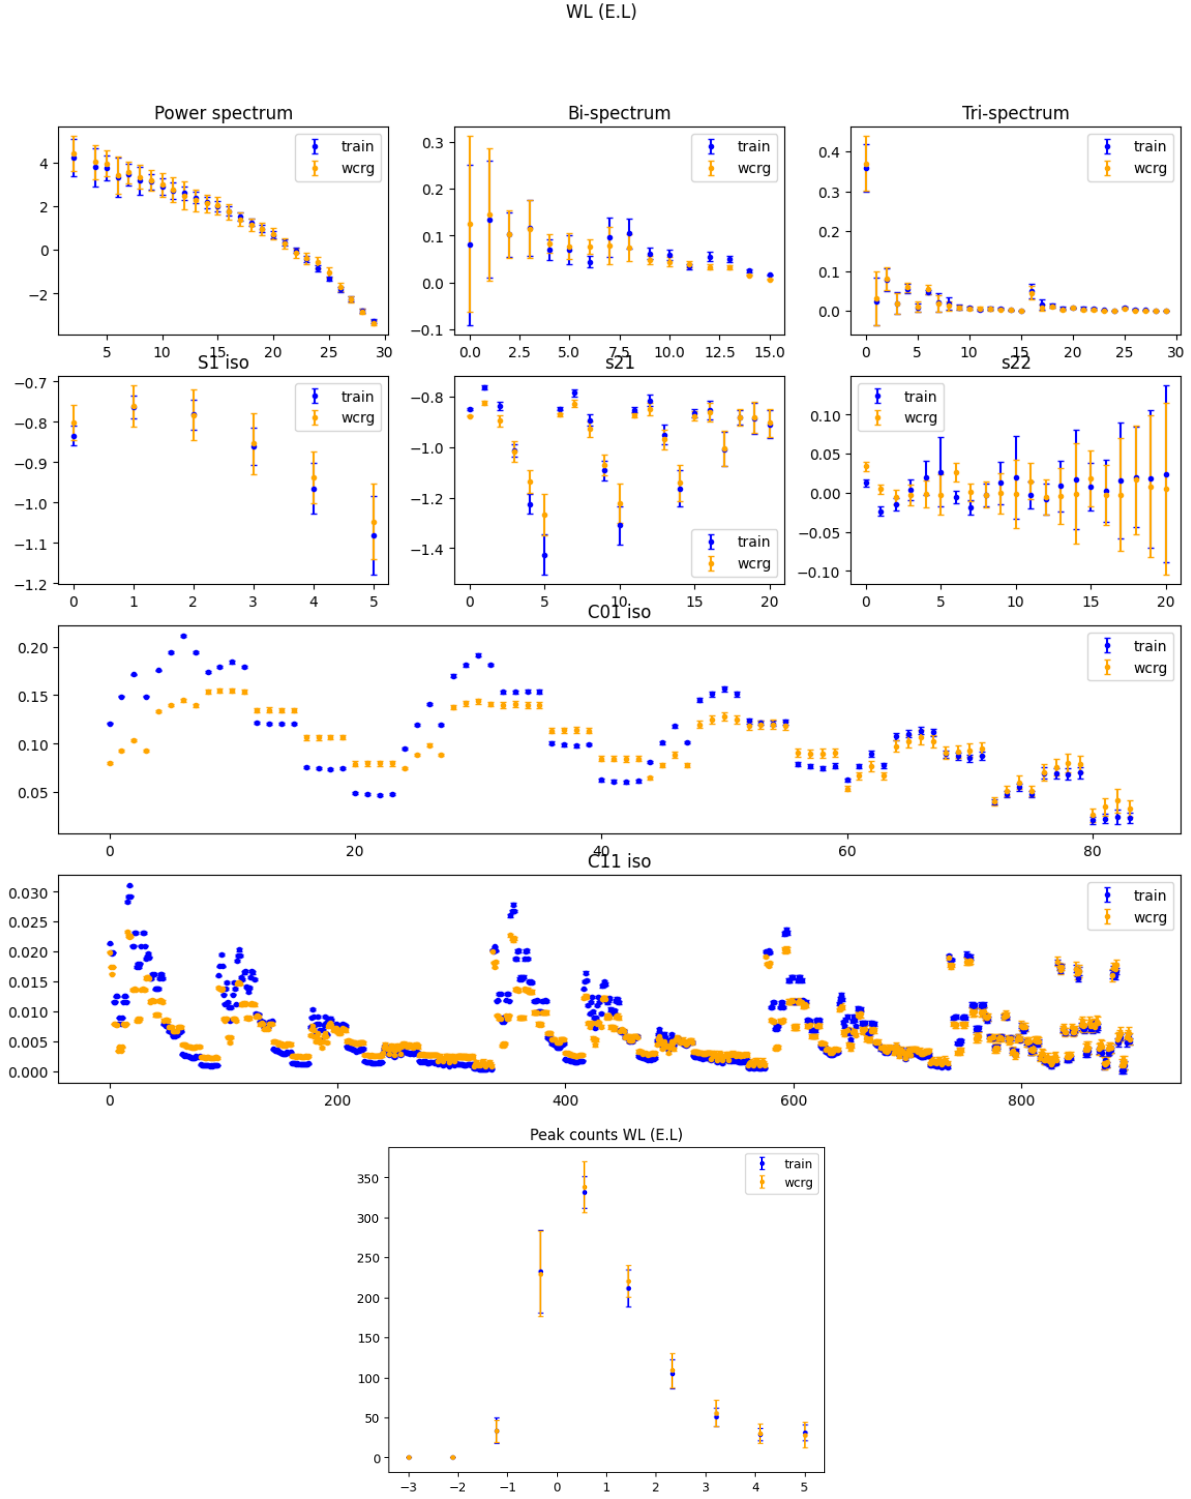 WL (E.L)
Power spectrum
Bi-spectrum
Tri-spectrum
train
wcrg
train
wcrg
train
wcrg
4
2
0
−2
0.3
0.2
0.1
0.0
−0.1
0.4
0.3
0.2
0.1
0.0
5 10 15 20 25 30
0.0 2.5 5.0 7.5 10.0 12.5 15.0
0 5 10 15 20 25 30
S1 iso
s21
s22
train
wcrg
train
wcrg
train
wcrg
−0.7
−0.8
−0.9
−1.0
−1.1
−1.2
−0.8
−1.0
−1.2
−1.4
0.10
0.05
0.00
−0.05
−0.10
0 1 2 3 4 5
0 5 10 15 20
0 5 10 15 20
C01 iso
train
wcrg
0.20
0.15
0.10
0.05
0 20 40 60 80
C11 iso
train
wcrg
0.030
0.025
0.020
0.015
0.010
0.005
0.000
0 200 400 600 800
Peak counts WL (E.L)
train
wcrg
350
300
250
200
150
100
50
0
−3 −2 −1 0 1 2 3 4 5